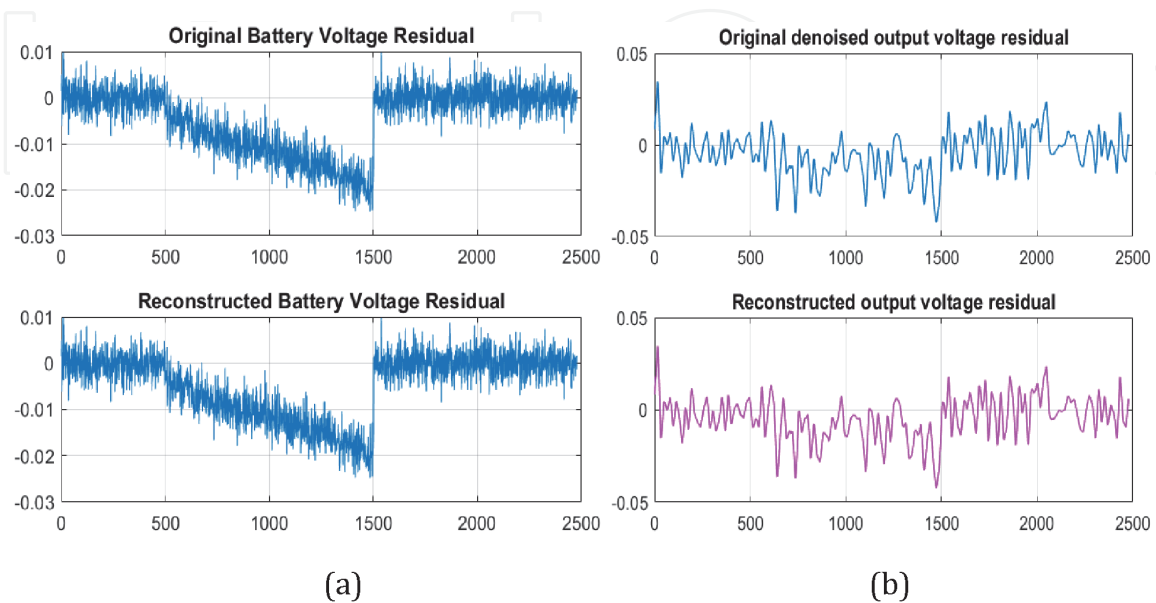 Original Battery Voltage Residual
0.01
0
-0.01
-0.02
-0.03
0 500 1000 1500 2000 2500
Reconstructed Battery Voltage Residual
0.01
0
-0.01
-0.02
-0.03
0 500 1000 1500 2000 2500
(a)
Original denoised output voltage residual
0.05
0
-0.05
0 500 1000 1500 2000 2500
Reconstructed output voltage residual
0.05
0
-0.05
0 500 1000 1500 2000 2500
(b)